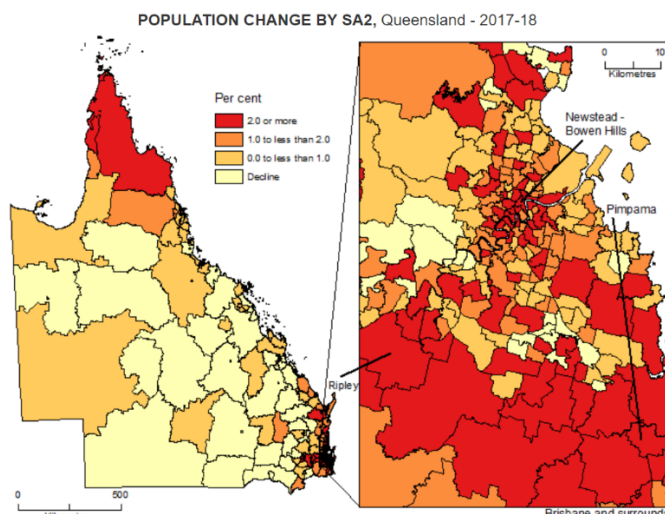 POPULATION CHANGE BY SA2, Queensland - 2017-18
Per cent
2.0 or more
1.0 to less than 2.0
0.0 to less than 1.0
Decline
0 10
Kilometres
Newstead -
Bowen Hills
Pimpama
Ripley
0 500
Brisbane and surrounds